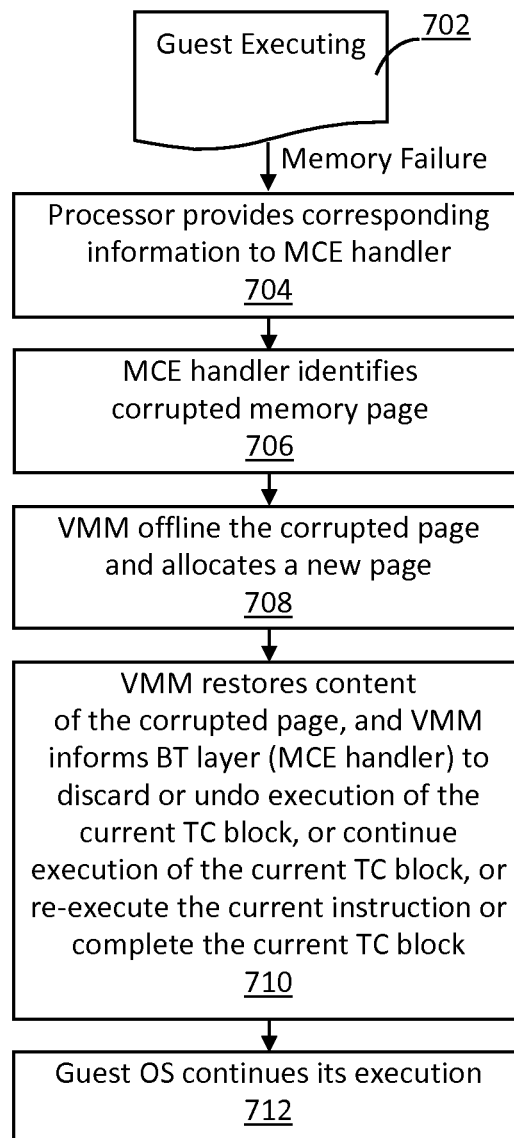 Guest Executing
702
Memory Failure
Processor provides corresponding
information to MCE handler
704
MCE handler identifies
corrupted memory page
706
VMM offline the corrupted page
and allocates a new page
708
VMM restores content
of the corrupted page, and VMM
informs BT layer (MCE handler) to
discard or undo execution of the
current TC block, or continue
execution of the current TC block, or
re-execute the current instruction or
complete the current TC block
710
Guest OS continues its execution
712